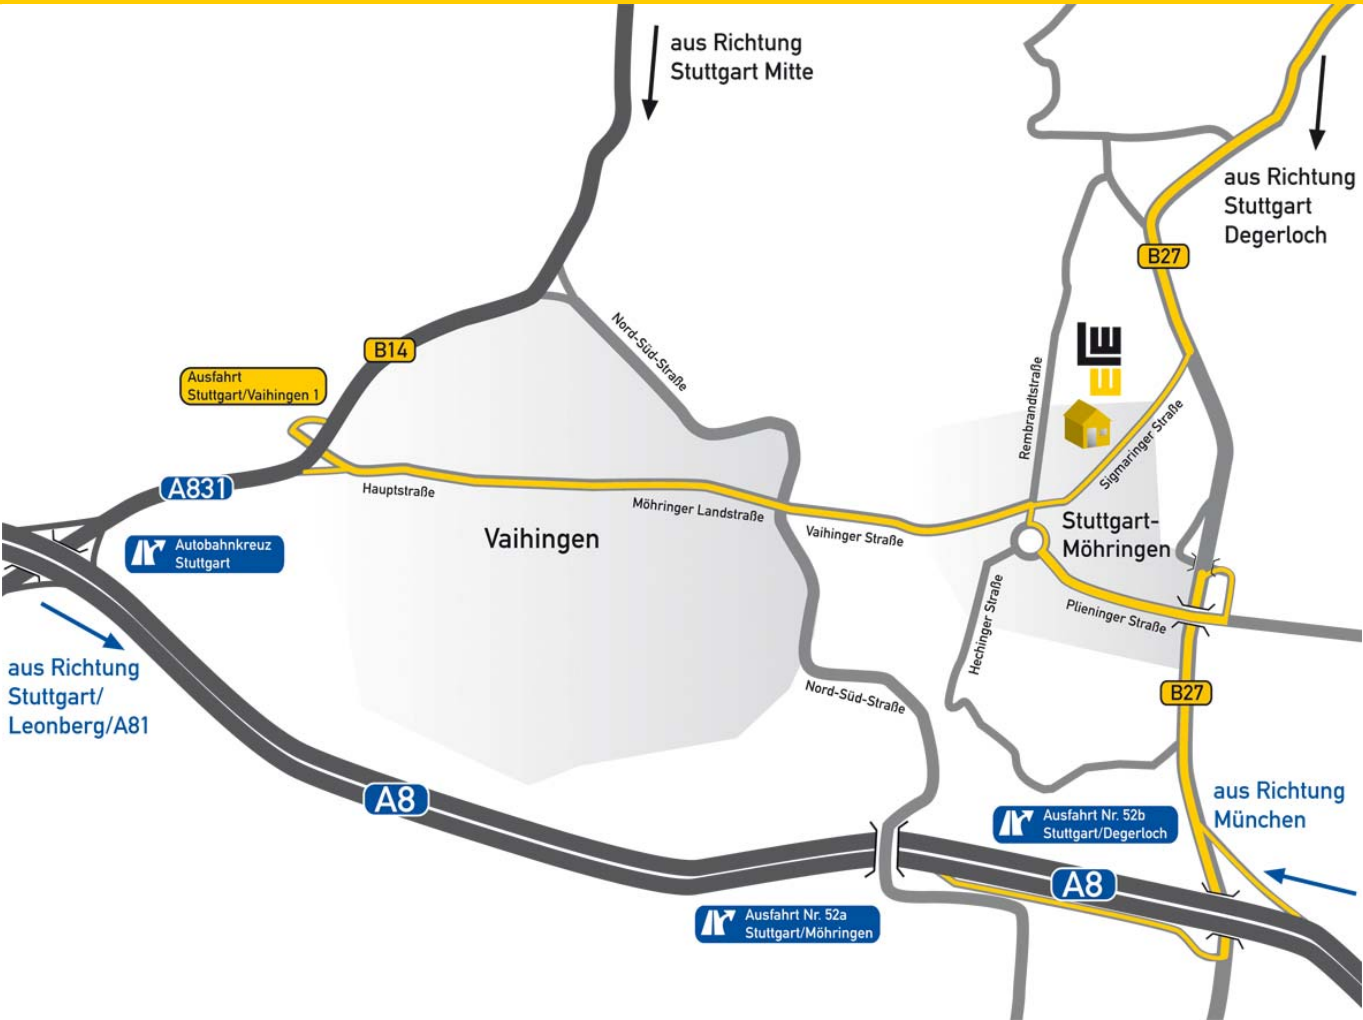 aus Richtung
Stuttgart Mitte
aus Richtung
Stuttgart
Degerloch
B27
Nord-Süd-Straße
B14
ELE
Ausfahrt
Stuttgart/Vaihingen 1
Rembrandtstraße
Sigmaringer Straße
A831
Hauptstraße
Möhringer Landstraße
Vaihinger Straße
Vaihingen
Stuttgart-
Möhringen
Autobahnkreuz
Stuttgart
Hechinger Straße
Plieninger Straße
aus Richtung
Stuttgart/
Leonberg/A81
Nord-Süd-Straße
B27
A8
aus Richtung
München
Ausfahrt Nr. 52b
Stuttgart/Degerloch
A8
Ausfahrt Nr. 52a
Stuttgart/Möhringen